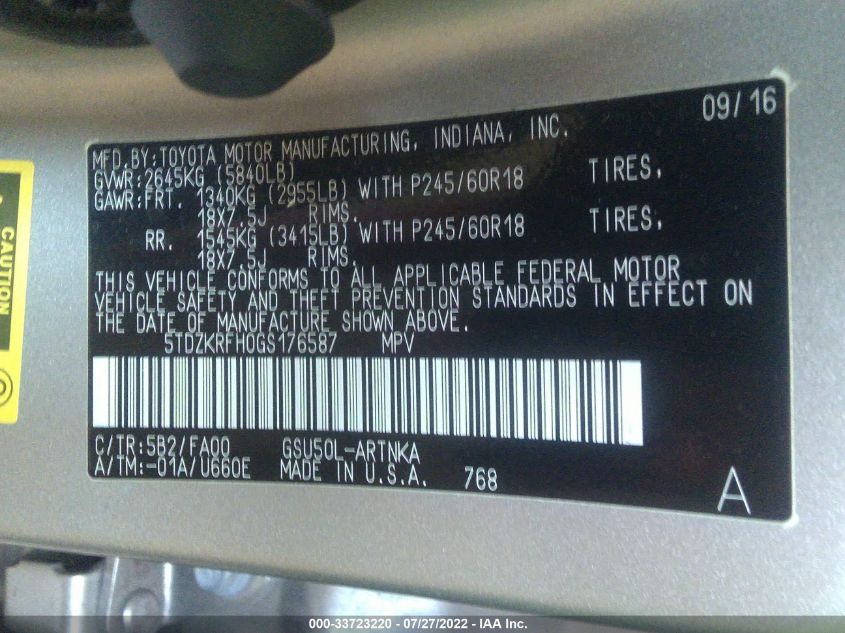 09/16
MFD.BY:TOYOTA MOTOR MANUFACTURING, INDIANA, INC.
GVWR:2645KG (5840LB)
GAWR:FRT. 1340KG (2955LB) WITH P245/60R18 TIRES,
18X7.5J RIMS.
RR. 1545KG (3415LB) WITH P245/60R18 TIRES,
18X7.5J RIMS.
THIS VEHICLE CONFORMS TO ALL APPLICABLE FEDERAL MOTOR
VEHICLE SAFETY AND THEFT PREVENTION STANDARDS IN EFFECT ON
THE DATE OF MANUFACTURE SHOWN ABOVE.
5TDZKRFH0GS176587 MPV
C/TR:5B2/FA00 GSU50L-ARTNKA
A/TM:-01A/U660E MADE IN U.S.A. 768
A
CAUTION
000-33723220 - 07/27/2022 - IAA Inc.